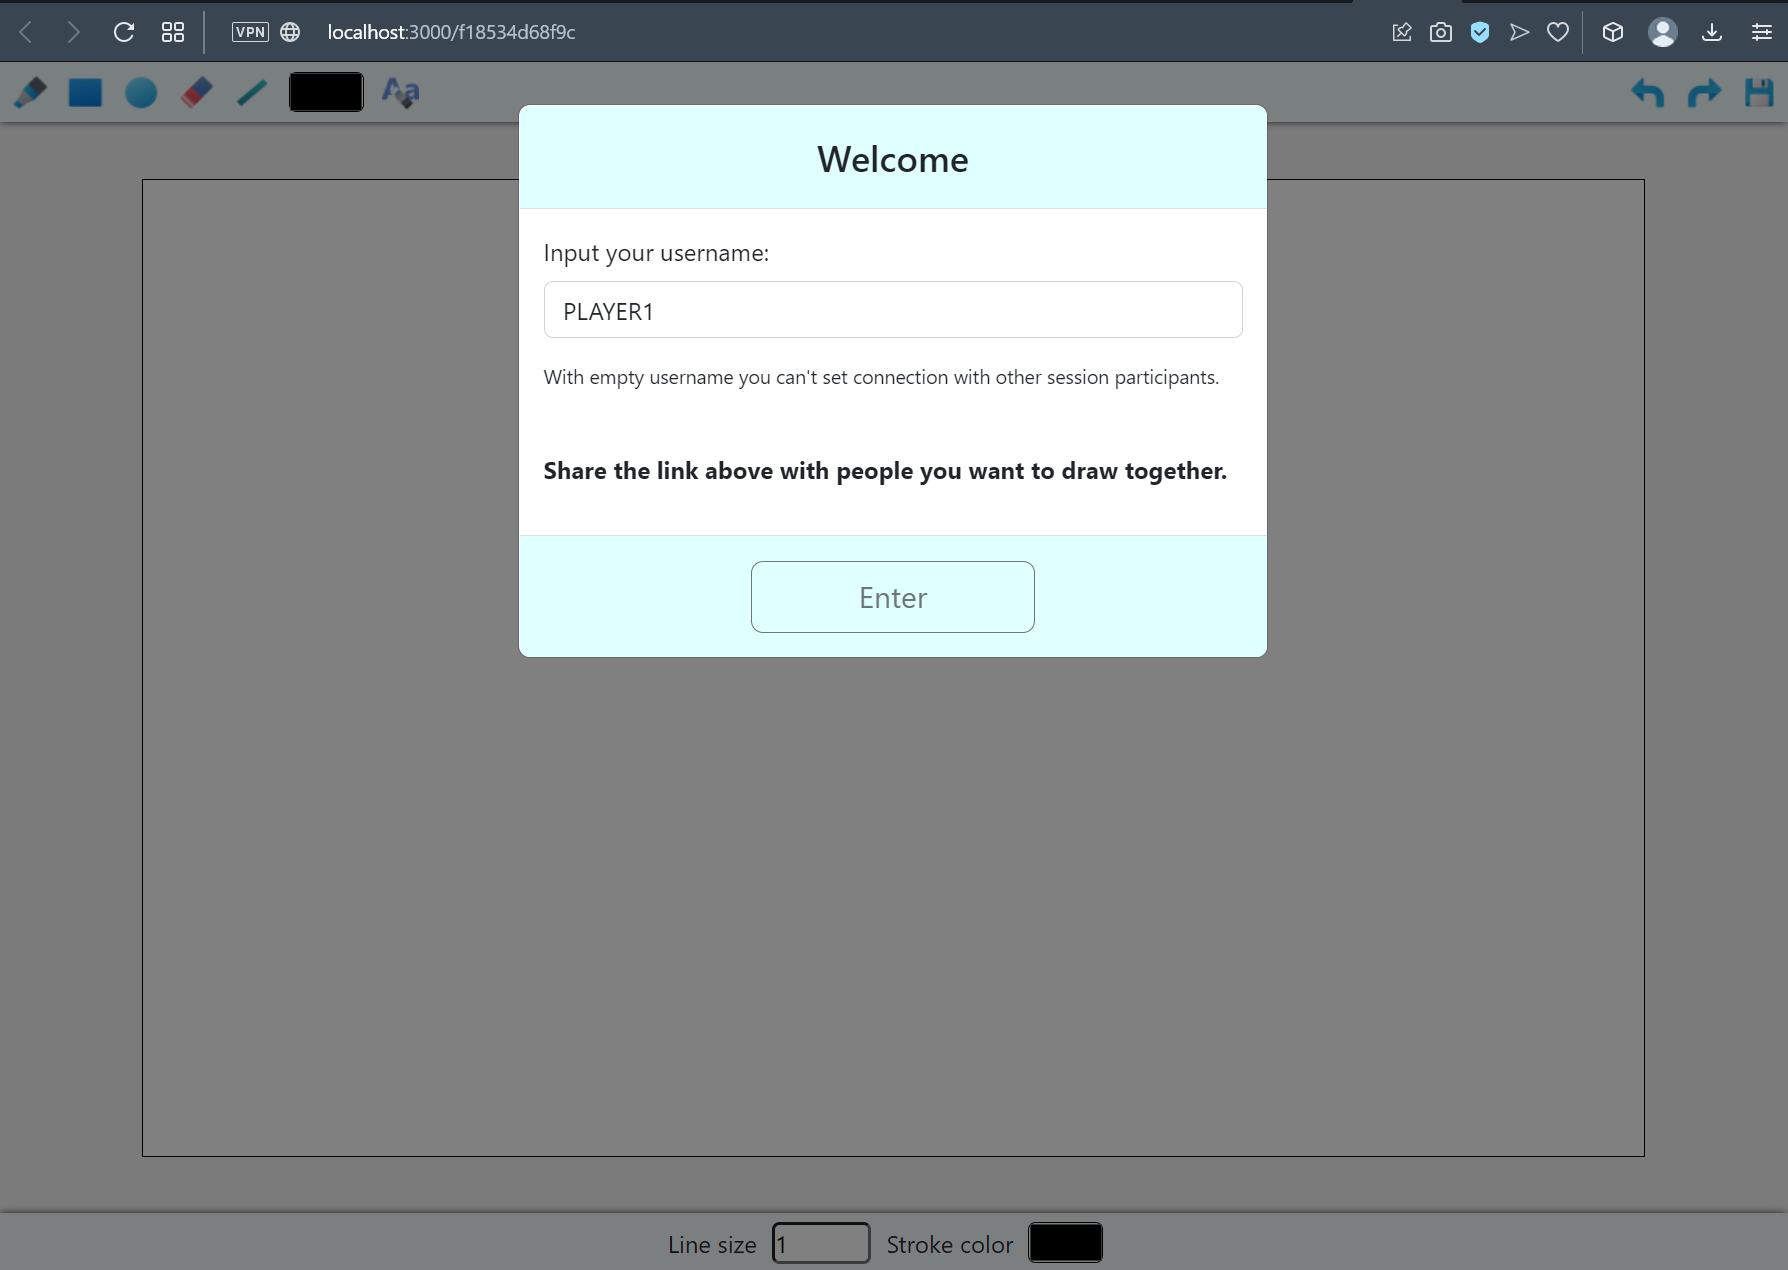 VPN
localhost:3000/f18534d68f9c
Aa
Welcome
Input your username:
PLAYER1
With empty username you can't set connection with other session participants.
Share the link above with people you want to draw together.
Enter
Line size 1 Stroke color